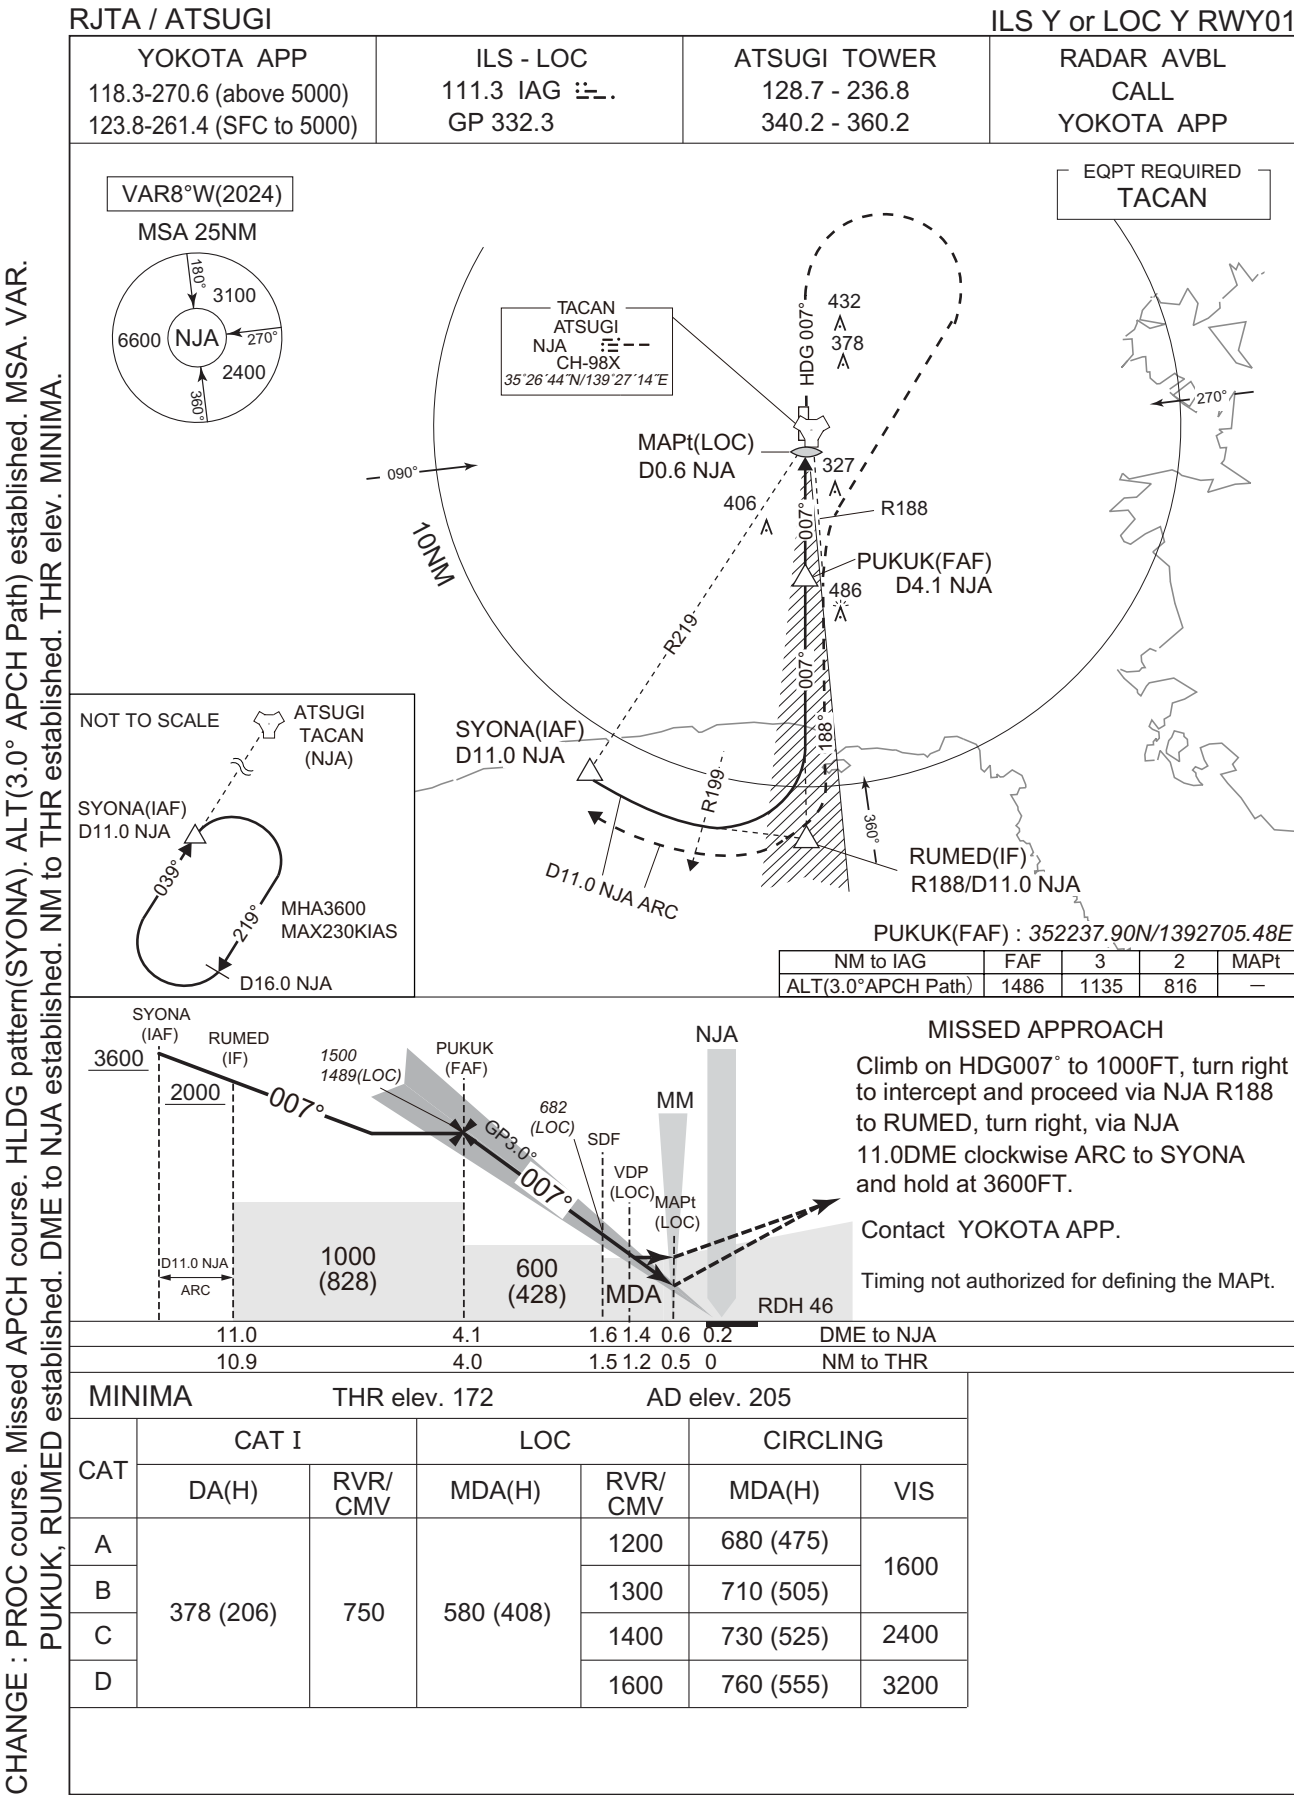 RJTA / ATSUGI
ILS Y or LOC Y RWY01
YOKOTA APP
118.3-270.6 (above 5000)
123.8-261.4 (SFC to 5000)
ILS - LOC
111.3 IAG
GP 332.3
ATSUGI TOWER
128.7 - 236.8
340.2 - 360.2
RADAR AVBL
CALL
YOKOTA APP
EQPT REQUIRED
TACAN
VAR8°W(2024)
MSA 25NM
180°
3100
6600
NJA
270°
2400
360°
TACAN
ATSUGI
NJA
CH-98X
35°26´44˝N/139°27´14˝E
HDG 007°
432
378
270°
090°
10NM
MAPt(LOC)
D0.6 NJA
327
406
R188
007°
PUKUK(FAF)
D4.1 NJA
486
R219
007°
188°
SYONA(IAF)
D11.0 NJA
R199
360°
D11.0 NJA ARC
RUMED(IF)
R188/D11.0 NJA
NOT TO SCALE
ATSUGI
TACAN
(NJA)
SYONA(IAF)
D11.0 NJA
039°
219°
MHA3600
MAX230KIAS
D16.0 NJA
PUKUK(FAF) : 352237.90N/1392705.48E
NM to IAG FAF 3 2 MAPt
ALT(3.0°APCH Path) 1486 1135 816 —
SYONA
(IAF)
3600
RUMED
(IF)
2000
007°
1500
1489(LOC)
PUKUK
(FAF)
GP3.0°
007°
682
(LOC)
SDF
VDP
(LOC)
MM
MAPt
(LOC)
NJA
D11.0 NJA
ARC
1000
(828)
600
(428)
MDA
RDH 46
MISSED APPROACH
Climb on HDG007° to 1000FT, turn right
to intercept and proceed via NJA R188
to RUMED, turn right, via NJA
11.0DME clockwise ARC to SYONA
and hold at 3600FT.
Contact YOKOTA APP.
Timing not authorized for defining the MAPt.
11.0 4.1 1.6 1.4 0.6 0.2 DME to NJA
10.9 4.0 1.5 1.2 0.5 0 NM to THR
MINIMA THR elev. 172 AD elev. 205
CAT
CAT I
LOC
CIRCLING
DA(H)
RVR/
CMV
MDA(H)
RVR/
CMV
MDA(H)
VIS
A 1200 680 (475)
B 1300 710 (505)
1600
378 (206) 750 580 (408)
C 1400 730 (525) 2400
D 1600 760 (555) 3200
CHANGE : PROC course. Missed APCH course. HLDG pattern(SYONA). ALT(3.0° APCH Path) established. MSA. VAR.
PUKUK, RUMED established. DME to NJA established. NM to THR established. THR elev. MINIMA.